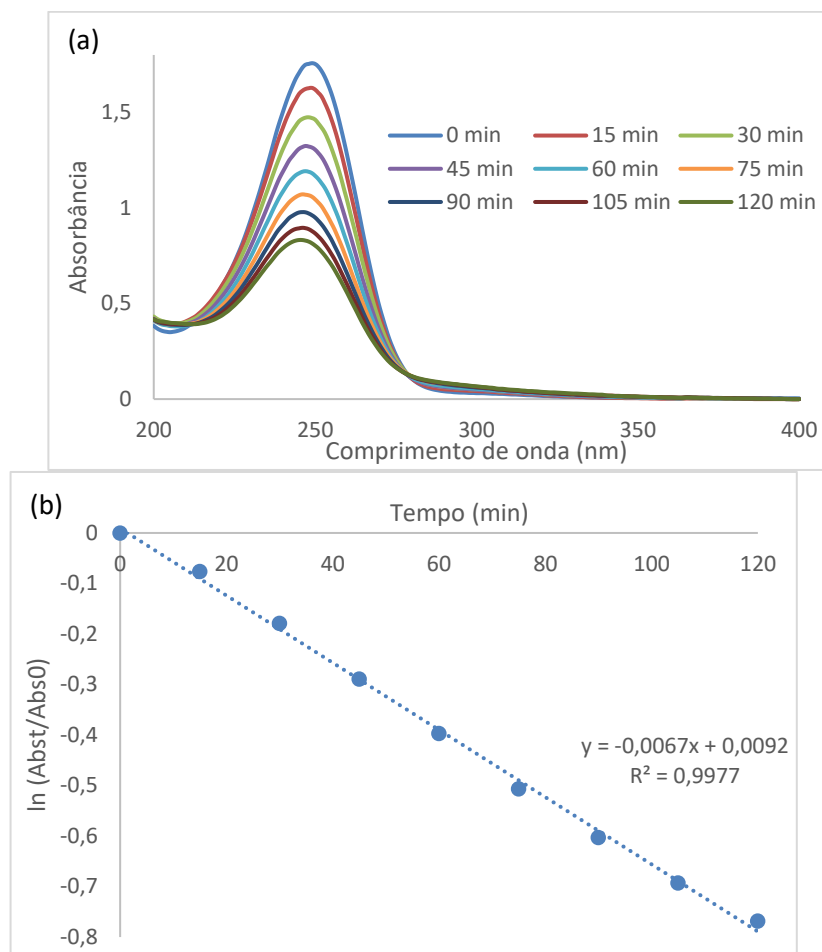 (a)
1,5
1
0,5
0
Absorbância
0 min 15 min 30 min
45 min 60 min 75 min
90 min 105 min 120 min
200 250 300 350 400
Comprimento de onda (nm)
(b)
Tempo (min)
0
0 20 40 60 80 100 120
-0,1
-0,2
-0,3
-0,4
-0,5
-0,6
-0,7
-0,8
ln (Abst/Abs0)
y = -0,0067x + 0,0092
R² = 0,9977